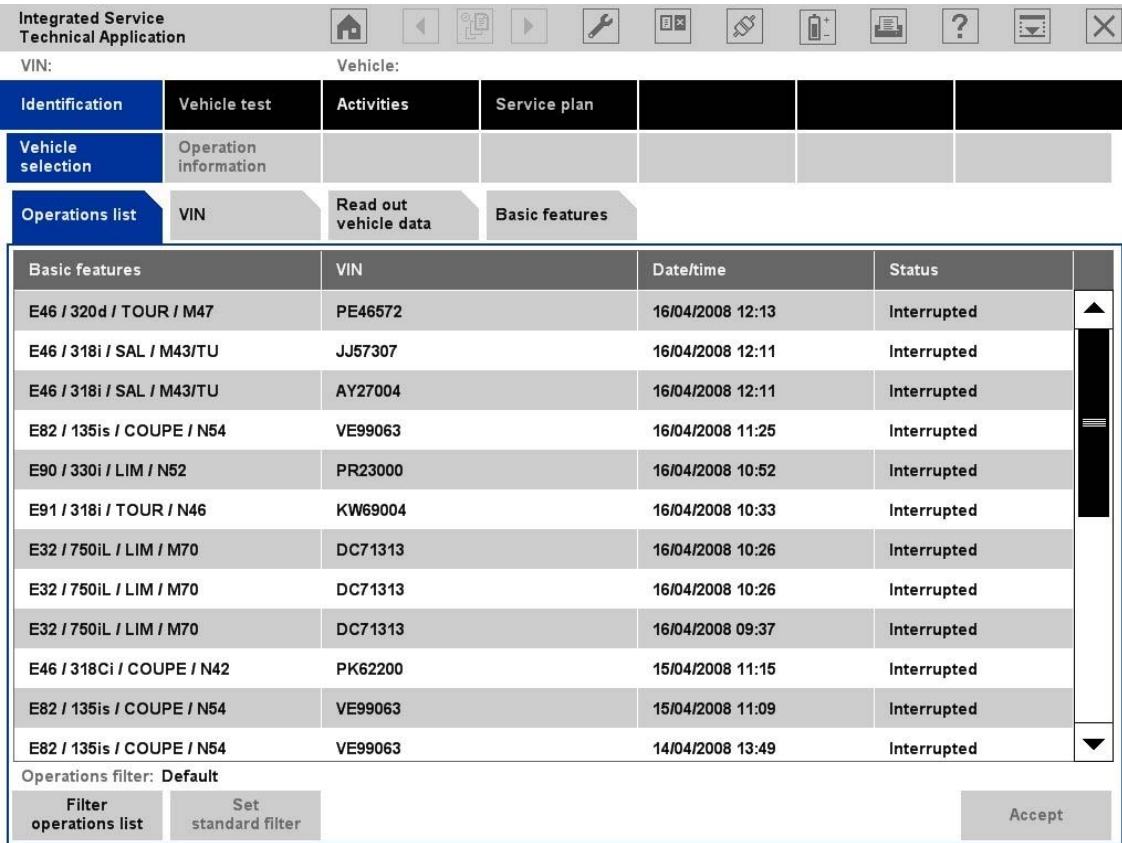 Integrated Service
Technical Application
VIN: Vehicle:
Identification Vehicle test Activities Service plan
Vehicle
selection
Operation
information
Operations list VIN
Read out
vehicle data
Basic features
Basic features VIN Date/time Status
E46 / 320d / TOUR / M47 PE46572 16/04/2008 12:13 Interrupted
E46 / 318i / SAL / M43/TU JJ57307 16/04/2008 12:11 Interrupted
E46 / 318i / SAL / M43/TU AY27004 16/04/2008 12:11 Interrupted
E82 / 135is / COUPE / N54 VE99063 16/04/2008 11:25 Interrupted
E90 / 330i / LIM / N52 PR23000 16/04/2008 10:52 Interrupted
E91 / 318i / TOUR / N46 KW69004 16/04/2008 10:33 Interrupted
E32 / 750iL / LIM / M70 DC71313 16/04/2008 10:26 Interrupted
E32 / 750iL / LIM / M70 DC71313 16/04/2008 10:26 Interrupted
E32 / 750iL / LIM / M70 DC71313 16/04/2008 09:37 Interrupted
E46 / 318Ci / COUPE / N42 PK62200 15/04/2008 11:15 Interrupted
E82 / 135is / COUPE / N54 VE99063 15/04/2008 11:09 Interrupted
E82 / 135is / COUPE / N54 VE99063 14/04/2008 13:49 Interrupted
Operations filter: Default
Filter
operations list
Set
standard filter
Accept